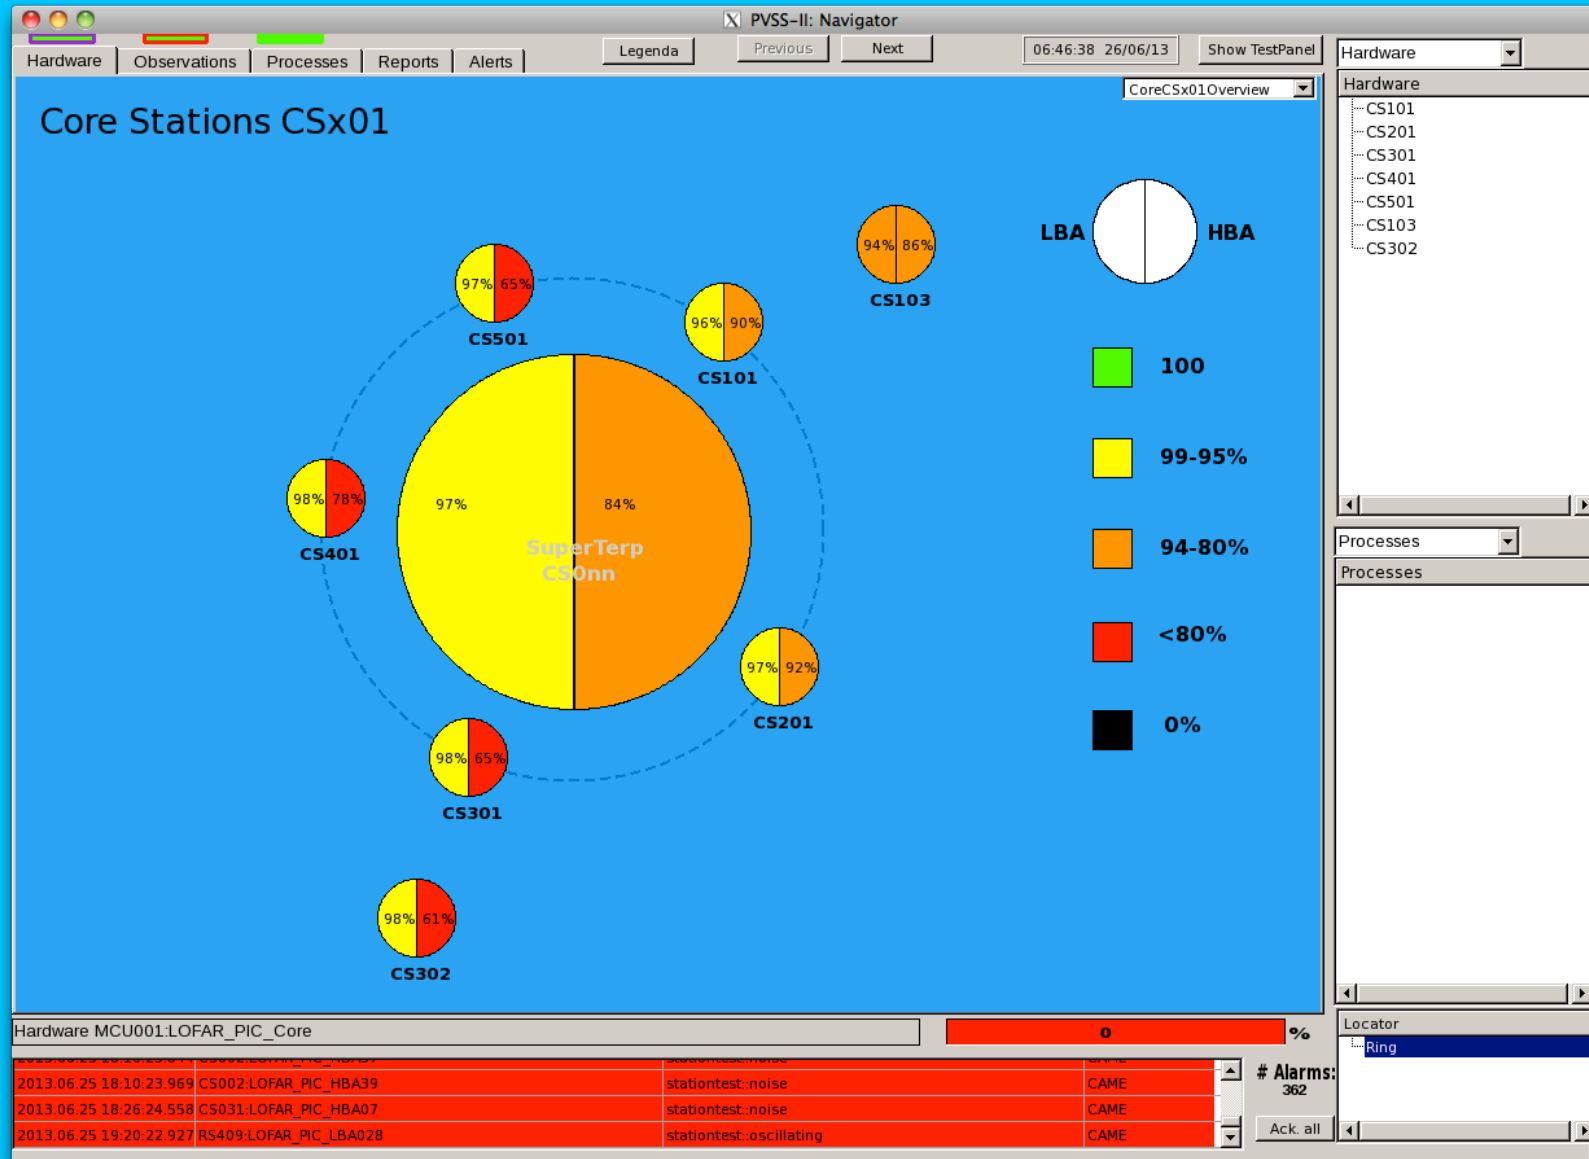 PVSS-II: Navigator
Hardware Observations Processes Reports Alerts Legenda Previous Next 06:46:38 26/06/13 Show TestPanel
CoreCSx01Overview
Core Stations CSx01
94% 86%
CS103
LBA HBA
97% 65%
CS501
96% 90%
CS101
100
99-95%
98% 78%
CS401
97% 84%
SuperTerp
CS0nn
94-80%
<80%
97% 92%
CS201
0%
98% 65%
CS301
98% 61%
CS302
Hardware
Hardware
CS101
CS201
CS301
CS401
CS501
CS103
CS302
Processes
Processes
Locator
Ring
Hardware MCU001:LOFAR_PIC_Core
0 %
2013.06.25 18:10:23.969 CS002:LOFAR_PIC_HBA39 stationtest::noise CAME
2013.06.25 18:26:24.558 CS031:LOFAR_PIC_HBA07 stationtest::noise CAME
2013.06.25 19:20:22.927 RS409:LOFAR_PIC_LBA028 stationtest::oscillating CAME
# Alarms:
362
Ack. all